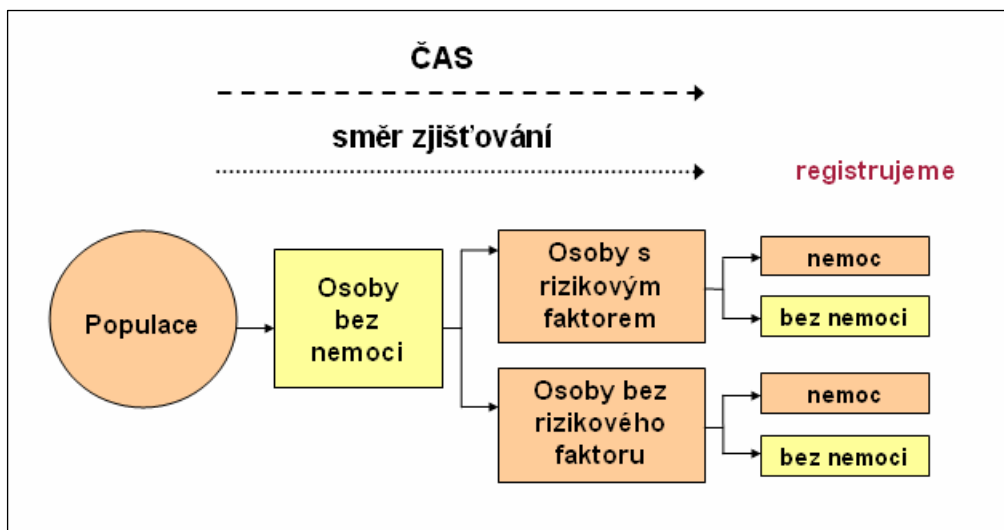 ČAS
směr zjišťování
registrujeme
Populace
Osoby
bez
nemoci
Osoby s
rizikovým
faktorem
nemoc
bez nemoci
Osoby bez
rizikového
faktoru
nemoc
bez nemoci